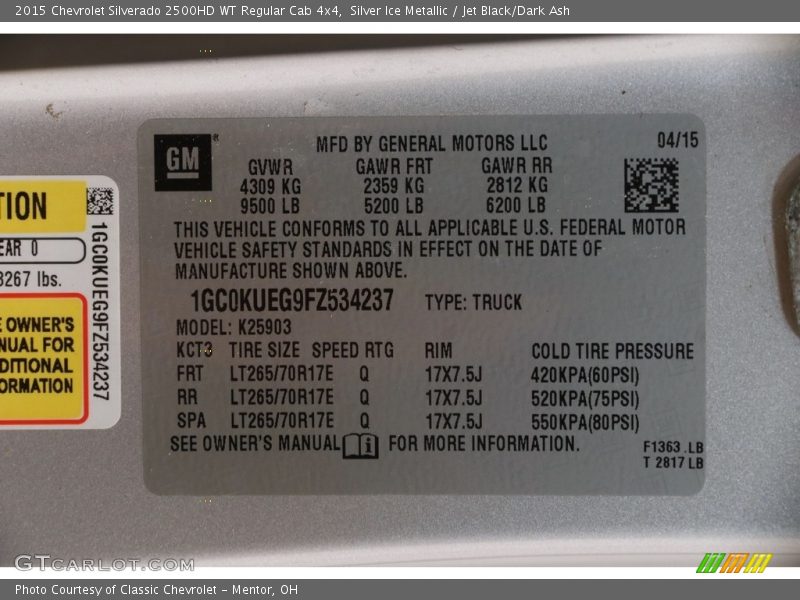 2015 Chevrolet Silverado 2500HD WT Regular Cab 4x4,  Silver Ice Metallic / Jet Black/Dark Ash
GM
MFD BY GENERAL MOTORS LLC 04/15
GVWR GAWR FRT GAWR RR
4309 KG 2359 KG 2812 KG
9500 LB 5200 LB 6200 LB
THIS VEHICLE CONFORMS TO ALL APPLICABLE U.S. FEDERAL MOTOR
VEHICLE SAFETY STANDARDS IN EFFECT ON THE DATE OF
MANUFACTURE SHOWN ABOVE.
1GC0KUEG9FZ534237 TYPE: TRUCK
MODEL: K25903
KCT3 TIRE SIZE SPEED RTG RIM COLD TIRE PRESSURE
FRT LT265/70R17E Q 17X7.5J 420KPA(60PSI)
RR LT265/70R17E Q 17X7.5J 520KPA(75PSI)
SPA LT265/70R17E Q 17X7.5J 550KPA(80PSI)
SEE OWNER'S MANUAL FOR MORE INFORMATION.
F1363 .LB
T 2817 LB
TION
EAR 0
3267 lbs.
E OWNER'S
NUAL FOR
DITIONAL
ORMATION
1GC0KUEG9FZ534237
GTcarlot.com
Photo Courtesy of Classic Chevrolet - Mentor, OH